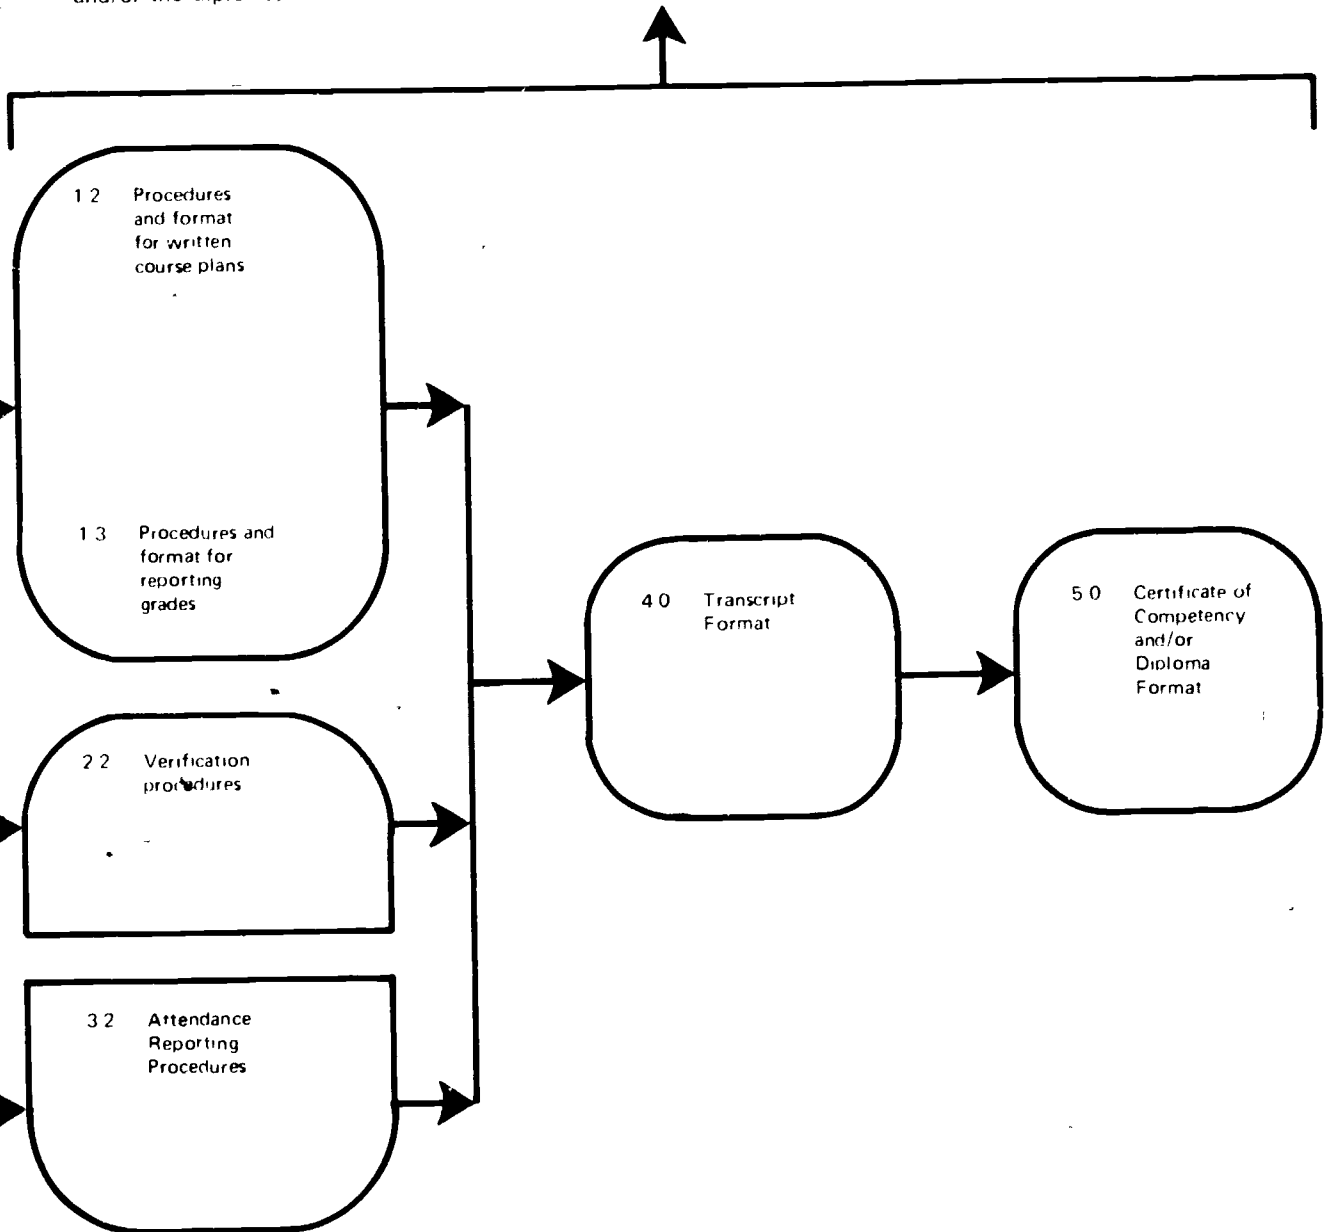 and/or the
1 2 Procedures
and format
for written
course plans
1 3 Procedures and
format for
reporting
grades
2 2 Verification
procedures
3 2 Attendance
Reporting
Procedures
4 0 Transcript
Format
5 0 Certificate of
Competency
and/or
Diploma
Format